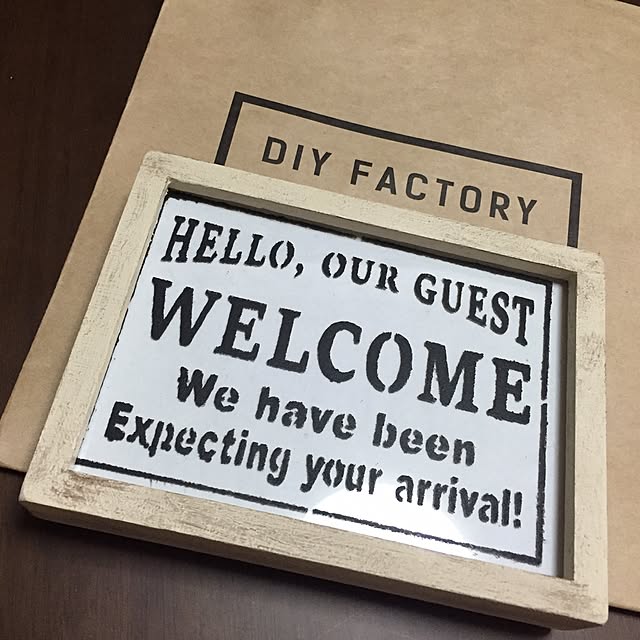 DIY FACTORY
HELLO, OUR GUEST
WELCOME
We have been
Expecting your arrival!